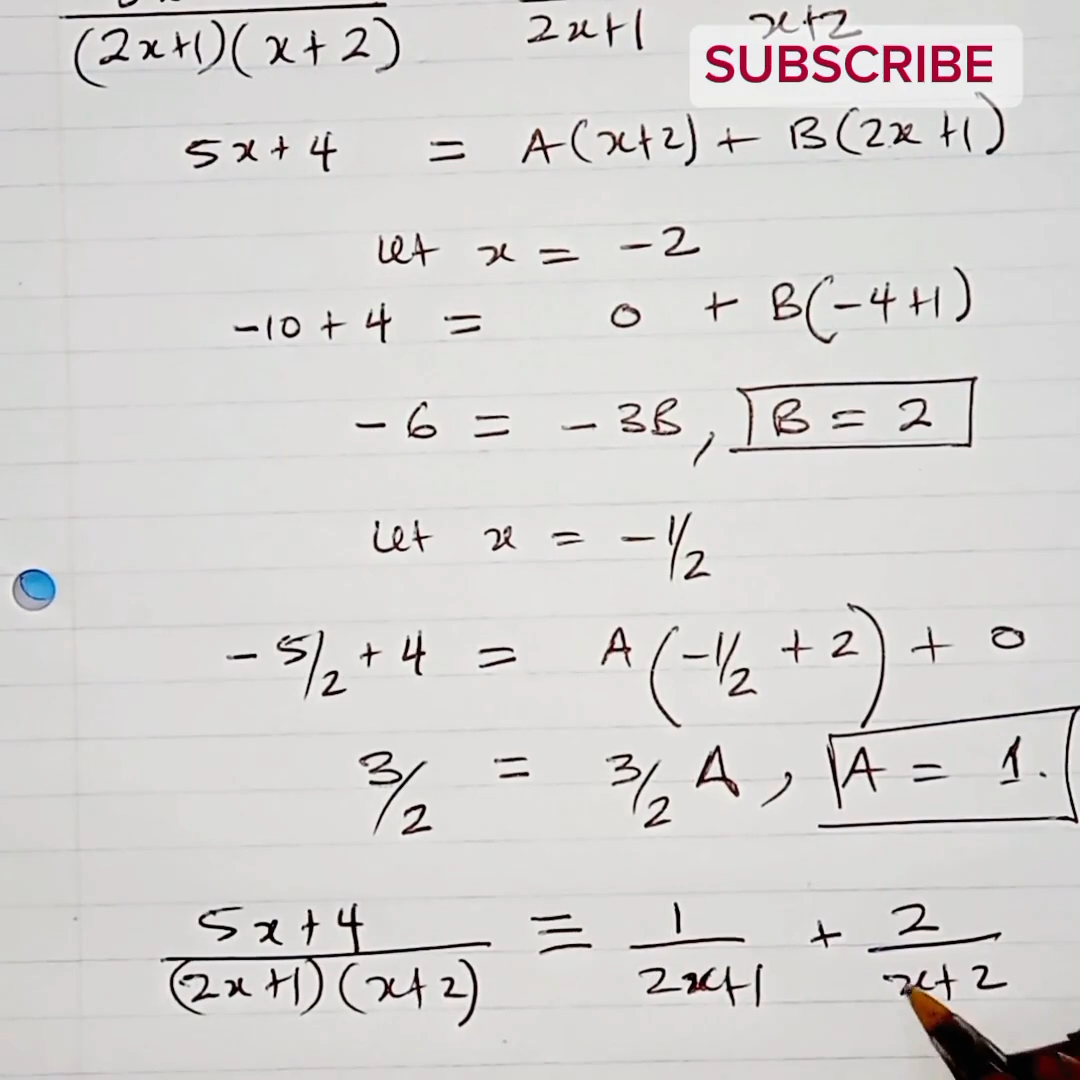 (2x+1)(x+2) 2x+1 x+2
SUBSCRIBE
5x+4 = A(x+2) + B(2x+1)
let x = -2
-10+4 = 0 + B(-4+1)
-6 = -3B, B = 2
let x = -1/2
-5/2 + 4 = A(-1/2 + 2) + 0
3/2 = 3/2 A, A = 1.
5x+4 ≡ 1 + 2
(2x+1)(x+2) 2x+1 x+2